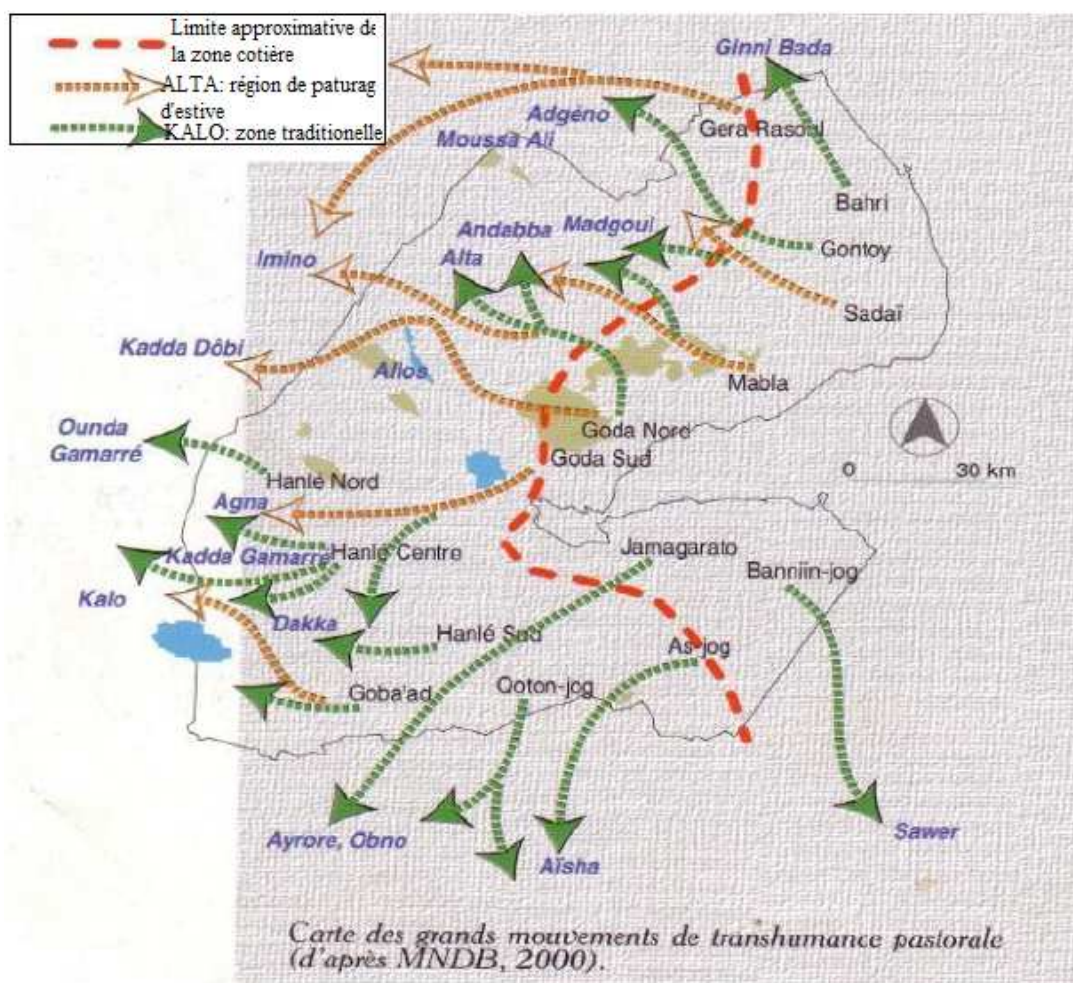 Limite approximative de
la zone cotière
ALTA: région de paturag
d'estive
KALO: zone traditionelle
Ginni Bada
Adgéno
Gera Rasoul
Moussa Ali
Bahri
Andabba
Madgoul
Gontoy
Imino
Alta
Sadaï
Kadda Dôbi
Allos
Mabla
Ounda
Gamarré
Goda Nord
Goda Sud
0 30 km
Hanlé Nord
Agna
Hanlé Centre
Jamagarato
Kadda Gamarré
Banniin-jog
Kalo
Dakka
Hanlé Sud
As-jog
Goba'ad
Qoton-jog
Ayrore, Obno
Aïsha
Sawer
Carte des grands mouvements de transhumance pastorale
(d'après MNDB, 2000).